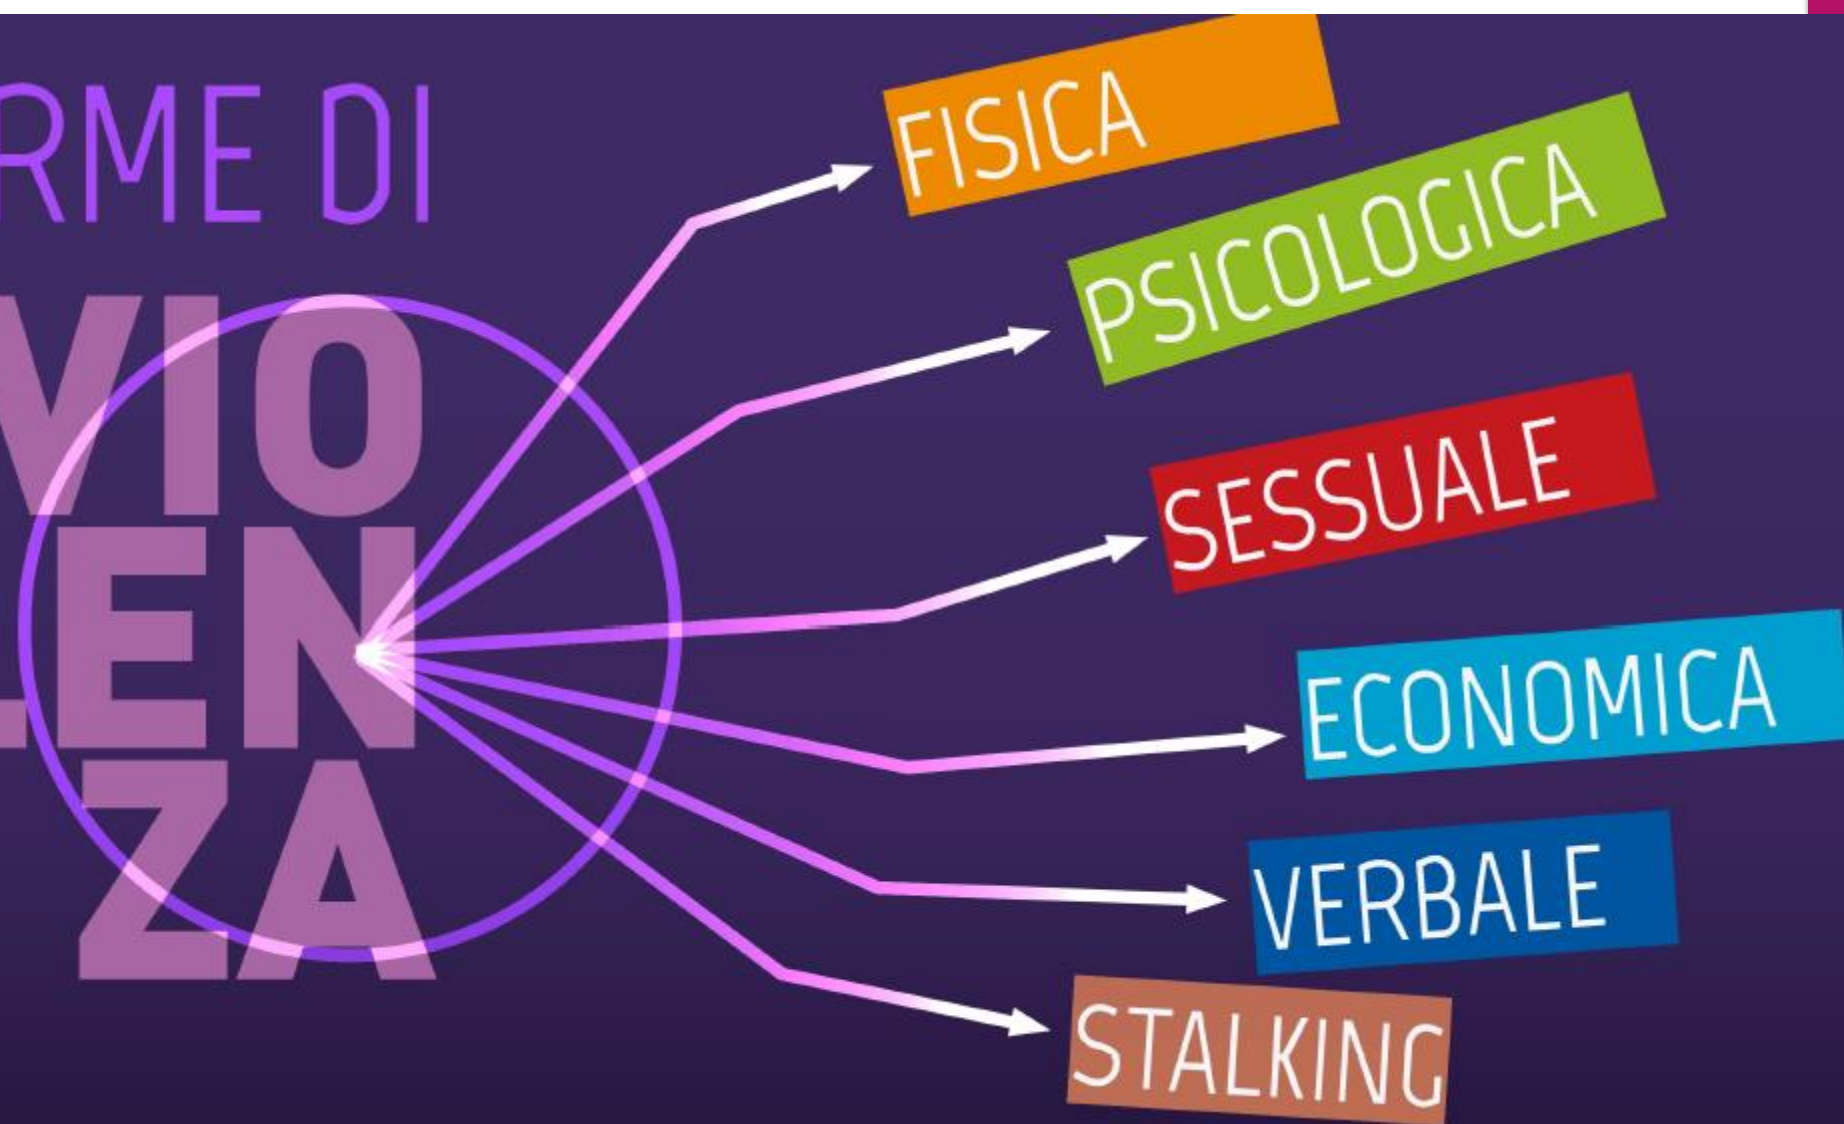 RME DI
VIO
LEN
ZA
FISICA
PSICOLOGICA
SESSUALE
ECONOMICA
VERBALE
STALKING